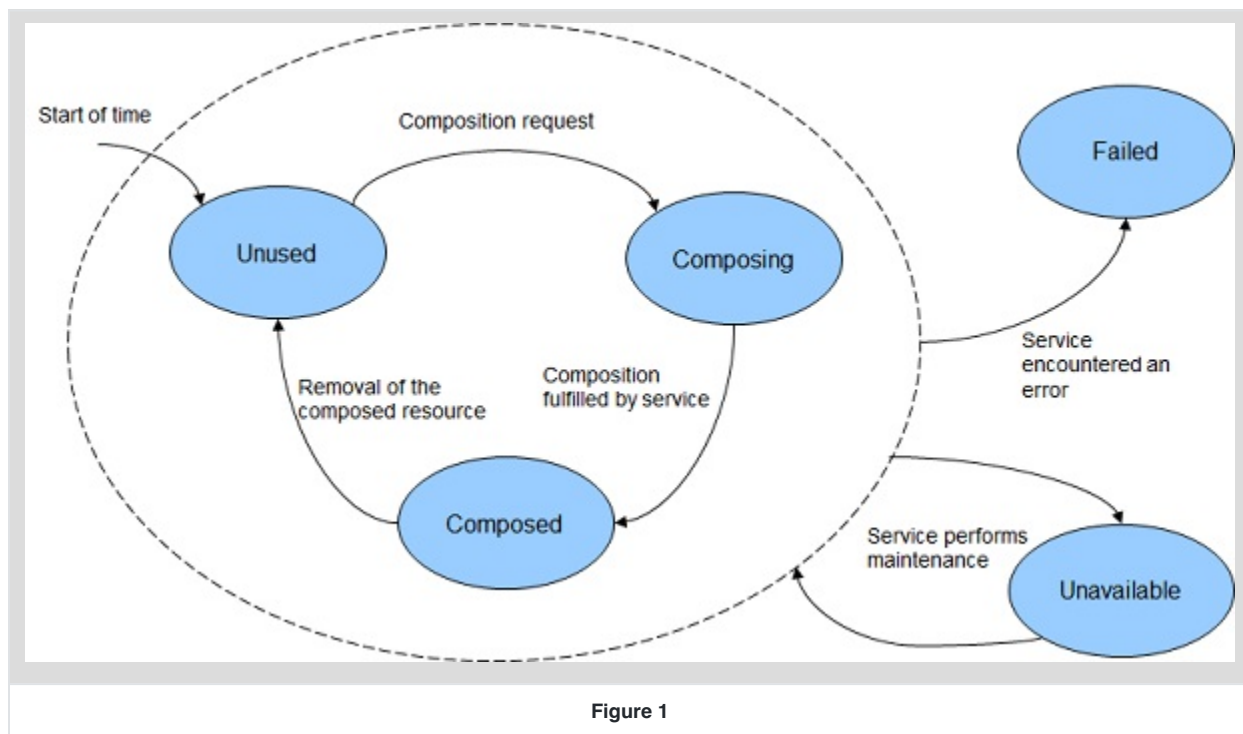 Start of time
Composition request
Failed
Unused
Composing
Service
encountered an
error
Removal of the
composed resource
Composition
fulfilled by service
Composed
Service performs
maintenance
Unavailable
Figure 1